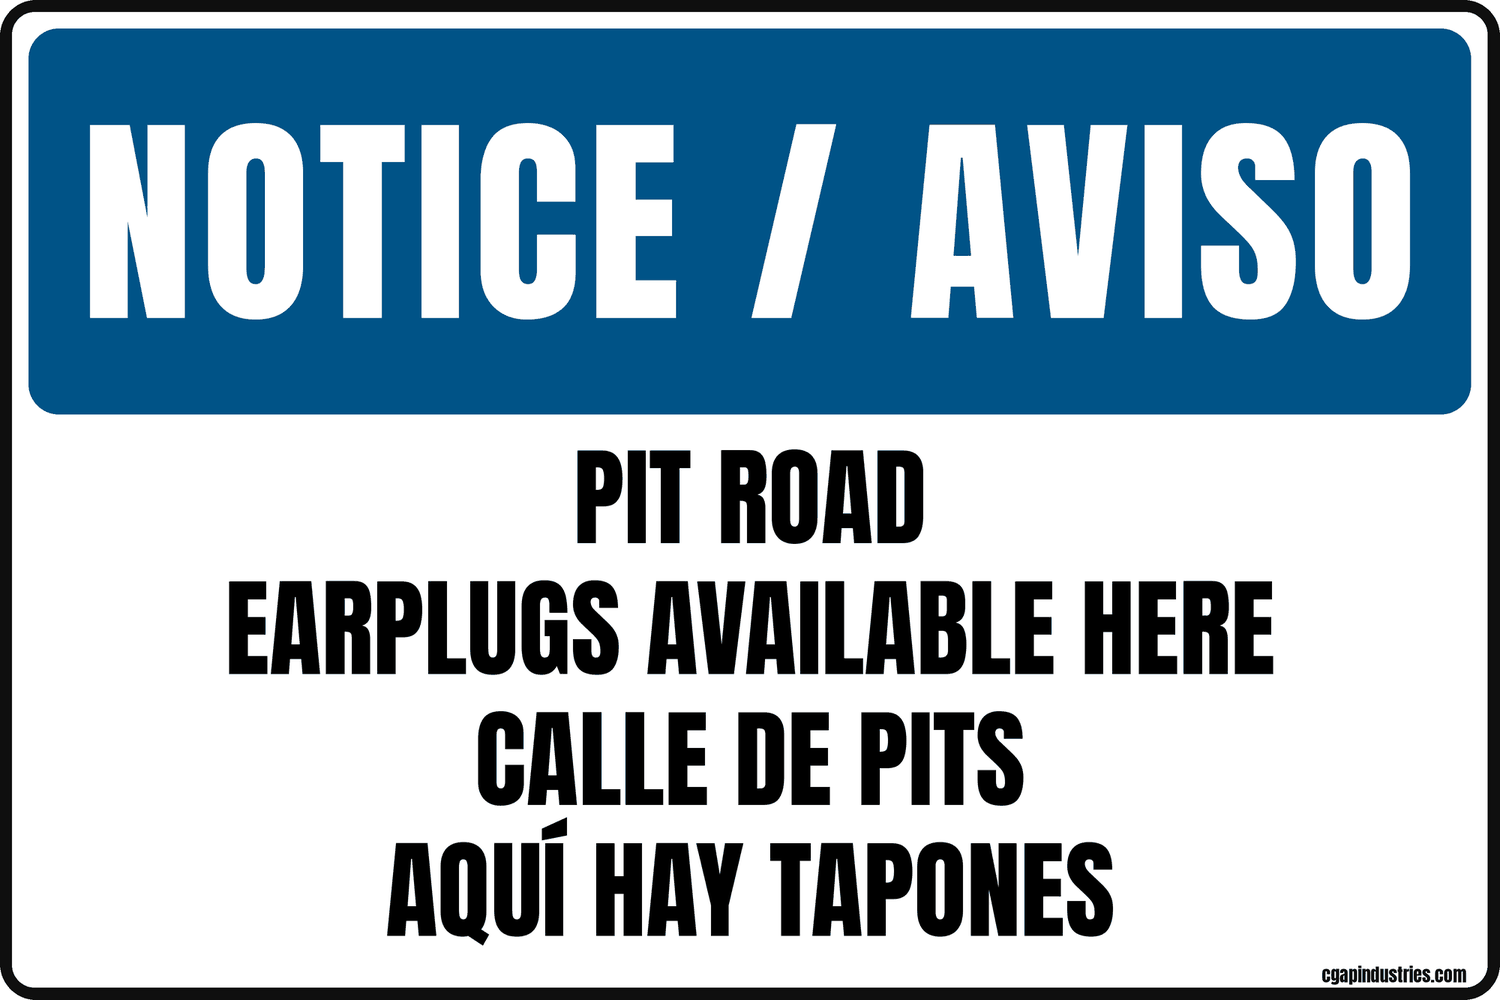 NOTICE / AVISO
PIT ROAD
EARPLUGS AVAILABLE HERE
CALLE DE PITS
AQUÍ HAY TAPONES
cgapindustries.com